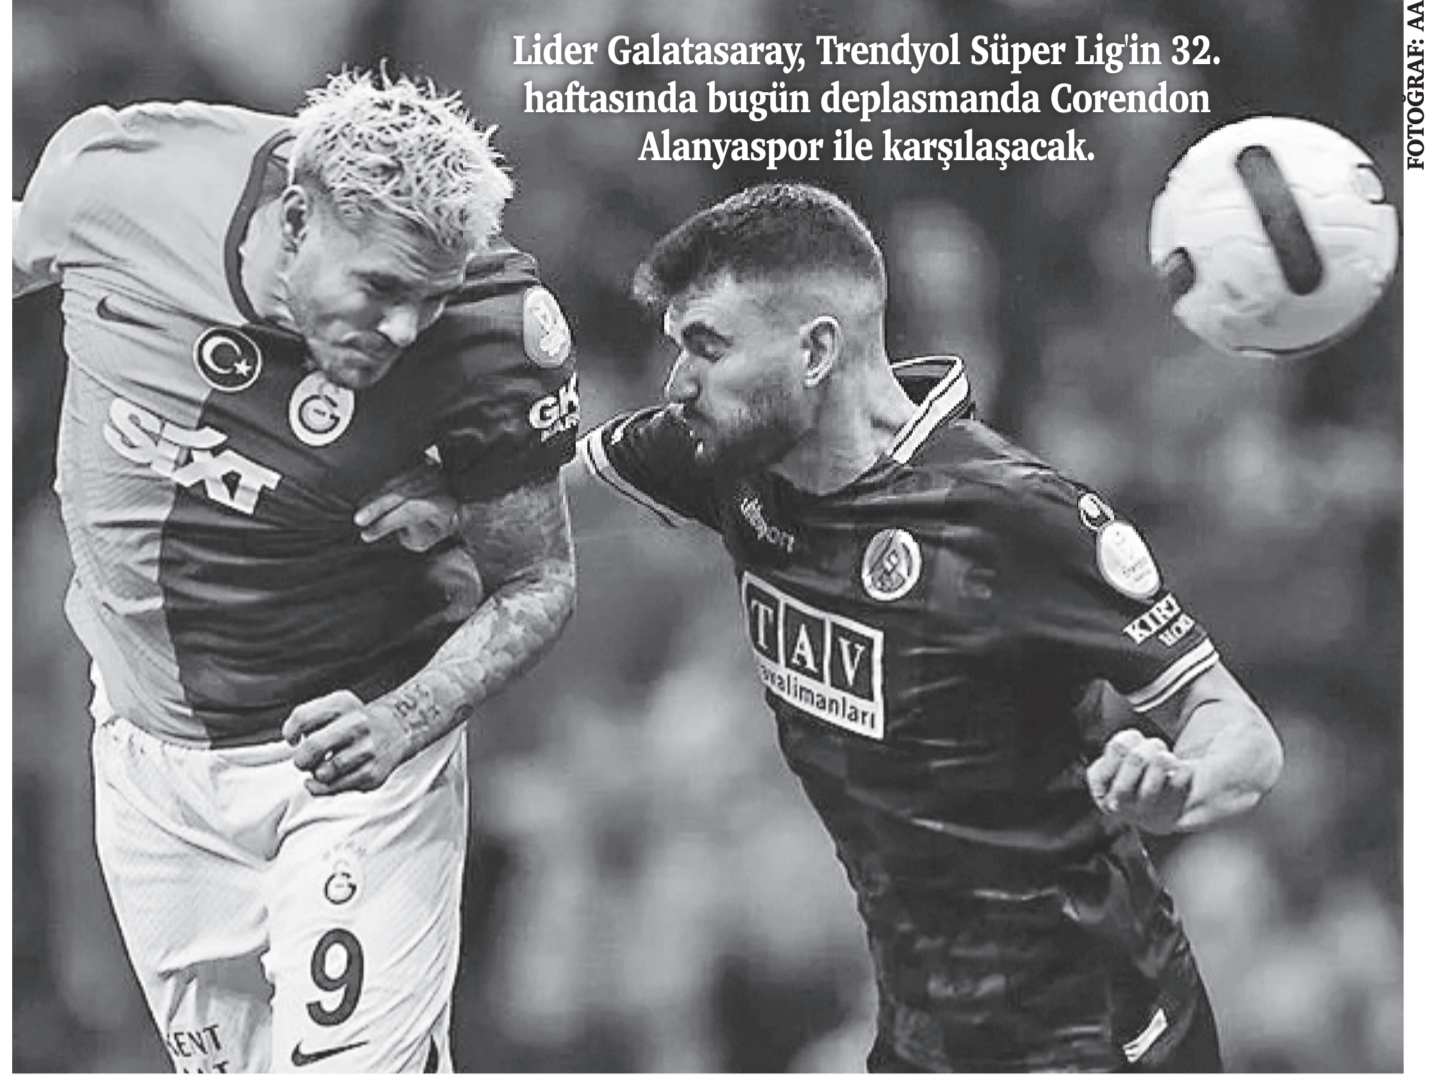 Lider Galatasaray, Trendyol Süper Lig'in 32.
haftasında bugün deplasmanda Corendon
Alanyaspor ile karşılaşacak.
FOTOĞRAF: AA
SIXT
uhlsport
TAV
havalimanları
9